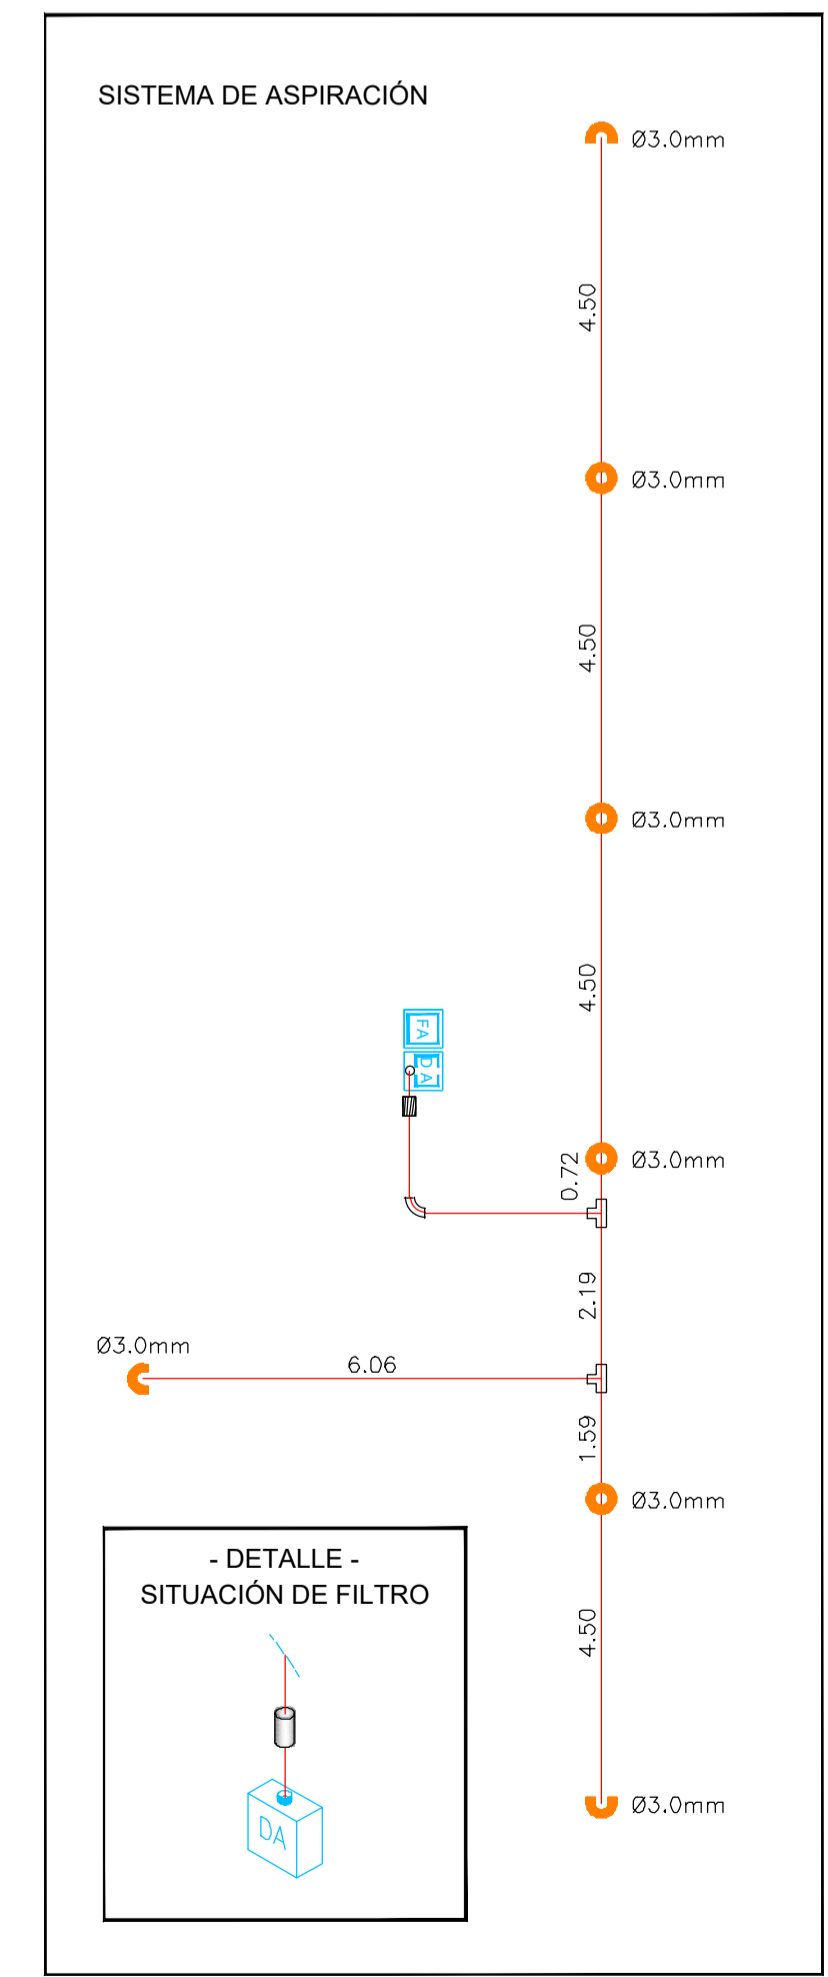 SISTEMA DE ASPIRACIÓN
Ø3.0mm
4.50
Ø3.0mm
4.50
Ø3.0mm
4.50
FA
DA
Ø3.0mm
0.72
2.19
Ø3.0mm
6.06
1.59
Ø3.0mm
- DETALLE -
SITUACIÓN DE FILTRO
4.50
DA
Ø3.0mm